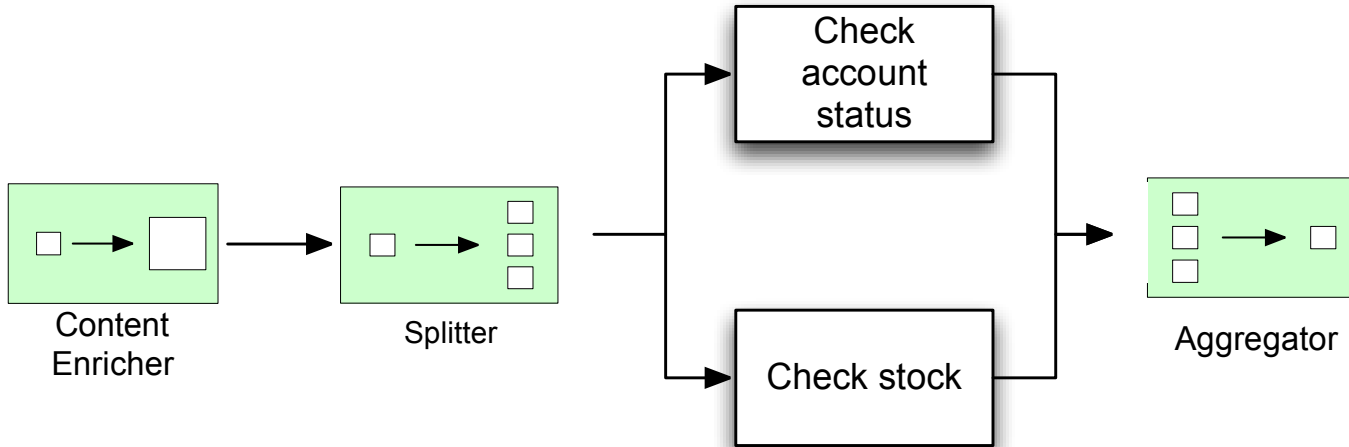 Check
account
status
Content
Enricher
Splitter
Check stock
Aggregator